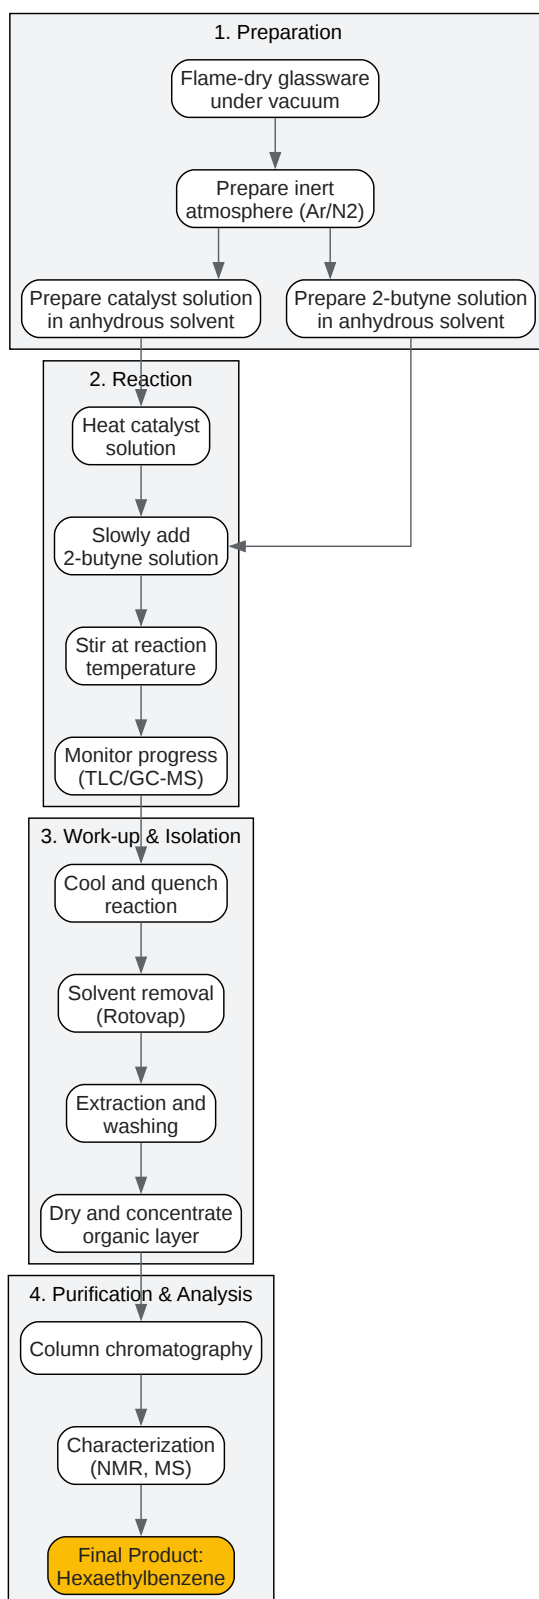 1. Preparation
Flame-dry glassware
under vacuum
Prepare inert
atmosphere (Ar/N2)
Prepare catalyst solution
in anhydrous solvent
Prepare 2-butyne solution
in anhydrous solvent
2. Reaction
Heat catalyst
solution
Slowly add
2-butyne solution
Stir at reaction
temperature
Monitor progress
(TLC/GC-MS)
3. Work-up & Isolation
Cool and quench
reaction
Solvent removal
(Rotovap)
Extraction and
washing
Dry and concentrate
organic layer
4. Purification & Analysis
Column chromatography
Characterization
(NMR, MS)
Final Product:
Hexaethylbenzene